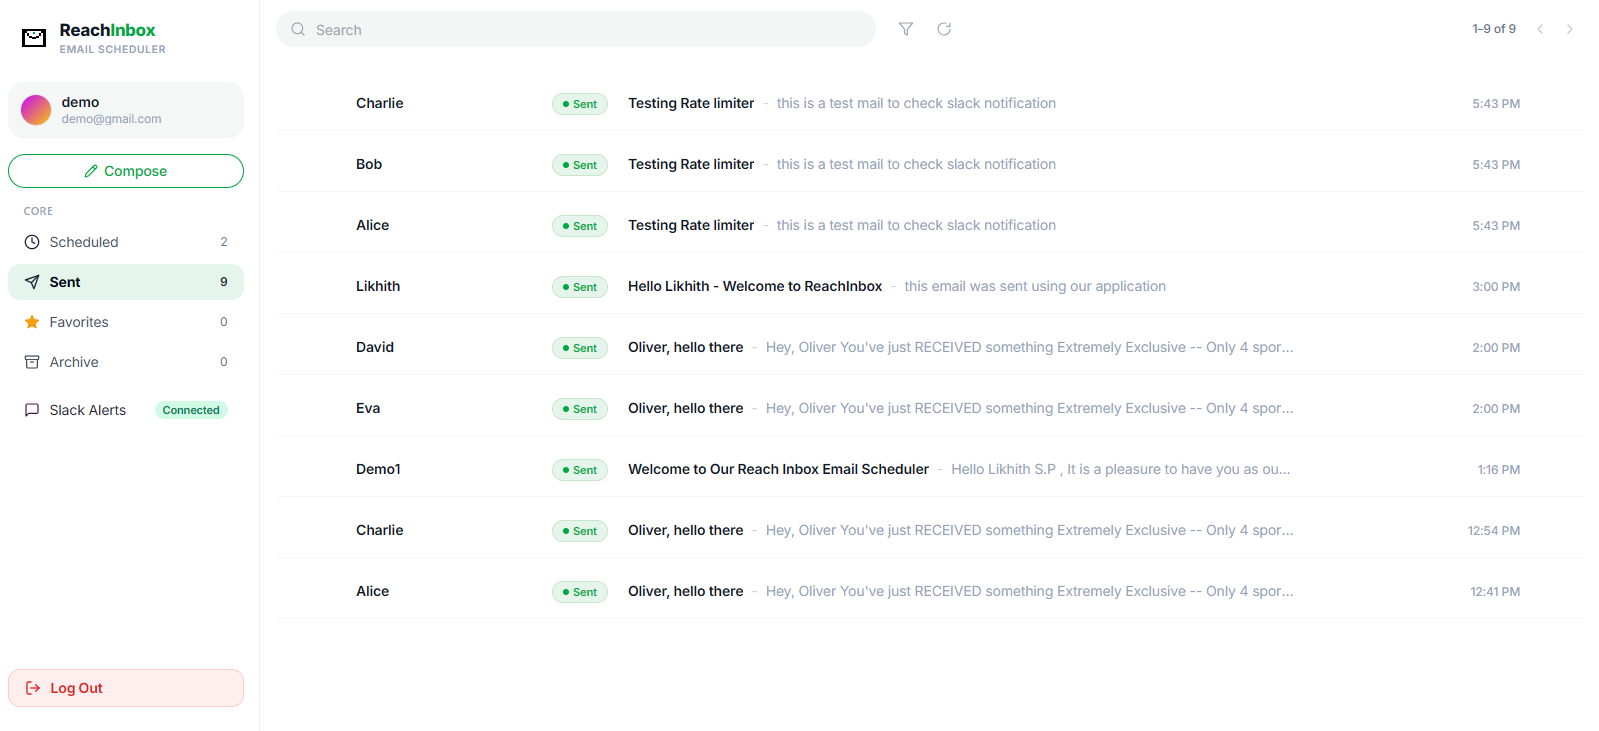 ReachInbox
EMAIL SCHEDULER
demo
demo@gmail.com
Compose
CORE
Scheduled 2
Sent 9
Favorites 0
Archive 0
Slack Alerts Connected
Log Out
Search 1–9 of 9
Charlie Sent Testing Rate limiter - this is a test mail to check slack notification 5:43 PM
Bob Sent Testing Rate limiter - this is a test mail to check slack notification 5:43 PM
Alice Sent Testing Rate limiter - this is a test mail to check slack notification 5:43 PM
Likhith Sent Hello Likhith - Welcome to ReachInbox - this email was sent using our application 3:00 PM
David Sent Oliver, hello there - Hey, Oliver You've just RECEIVED something Extremely Exclusive -- Only 4 spor... 2:00 PM
Eva Sent Oliver, hello there - Hey, Oliver You've just RECEIVED something Extremely Exclusive -- Only 4 spor... 2:00 PM
Demo1 Sent Welcome to Our Reach Inbox Email Scheduler - Hello Likhith S.P , It is a pleasure to have you as ou... 1:16 PM
Charlie Sent Oliver, hello there - Hey, Oliver You've just RECEIVED something Extremely Exclusive -- Only 4 spor... 12:54 PM
Alice Sent Oliver, hello there - Hey, Oliver You've just RECEIVED something Extremely Exclusive -- Only 4 spor... 12:41 PM